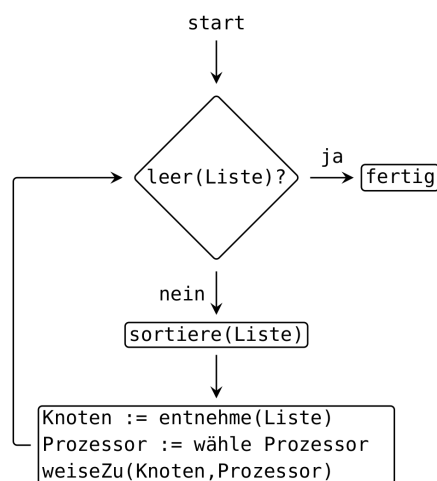 start
leer(Liste)?
ja
fertig
nein
sortiere(Liste)
Knoten := entnehme(Liste)
Prozessor := wähle Prozessor
weiseZu(Knoten,Prozessor)